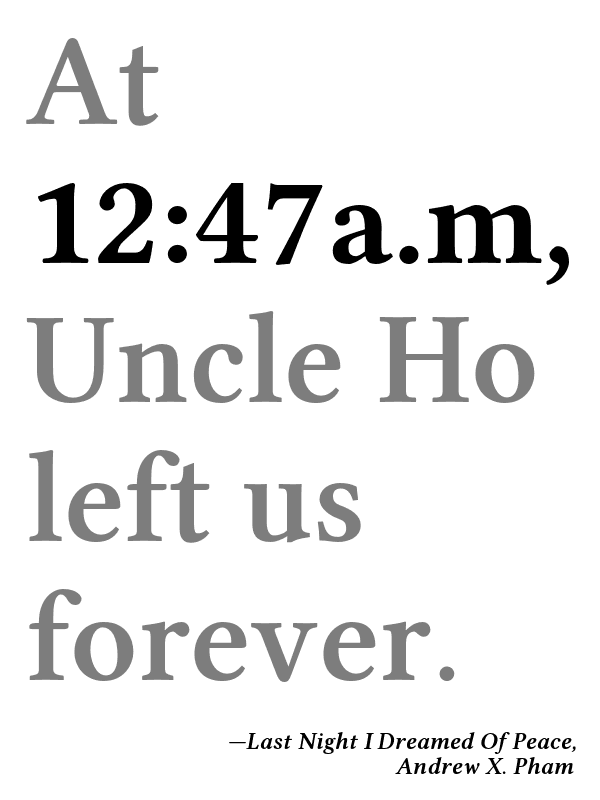 At
12:47a.m,
Uncle Ho
left us
forever.
—Last Night I Dreamed Of Peace,
Andrew X. Pham